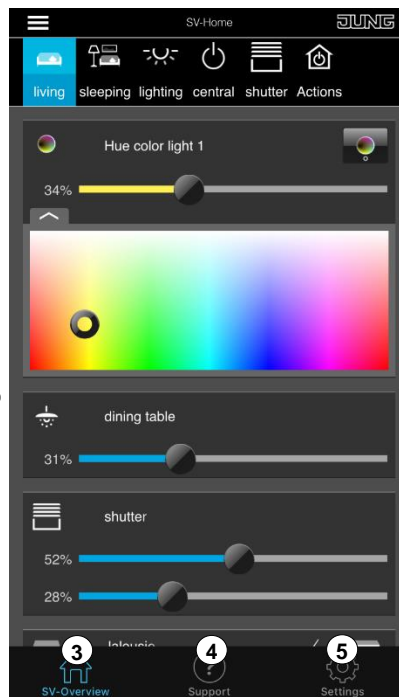 SV-Home JUNG
living sleeping lighting central shutter Actions
Hue color light 1
34%
dining table
31%
shutter
52%
28%
Jalousie
3 4 5
?
SV-Overview Support Settings